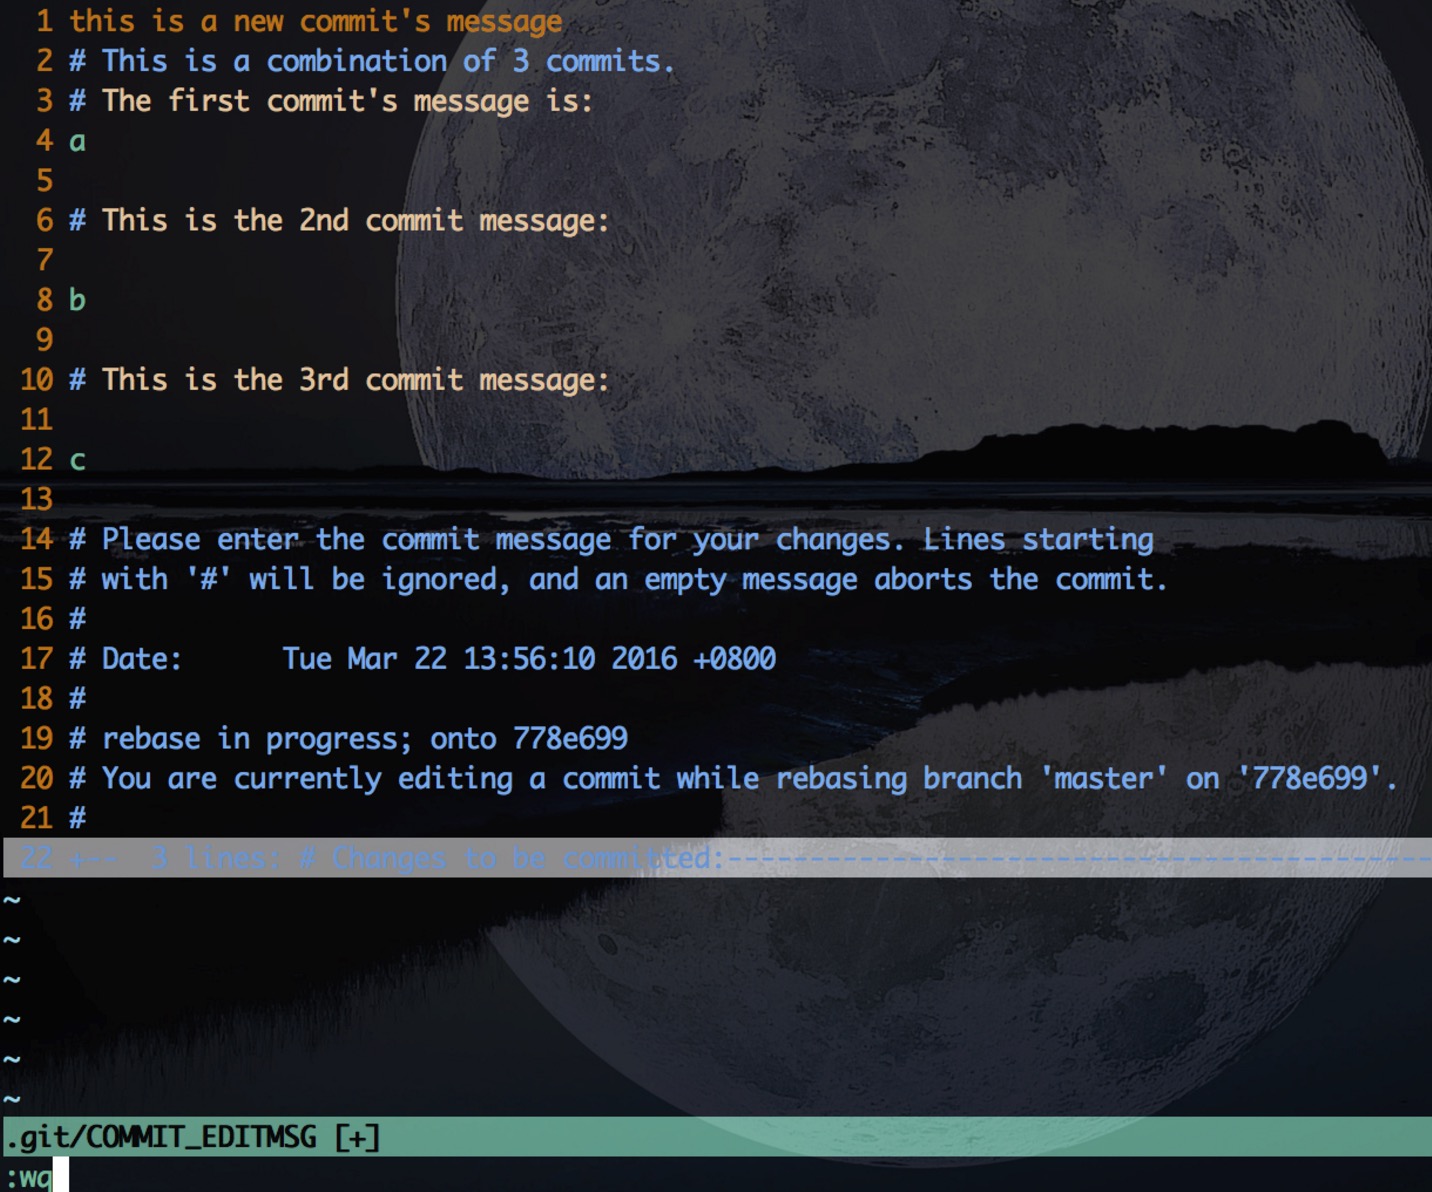 1 this is a new commit's message
2 # This is a combination of 3 commits.
3 # The first commit's message is:
4 a
5
6 # This is the 2nd commit message:
7
8 b
9
10 # This is the 3rd commit message:
11
12 c
13
14 # Please enter the commit message for your changes. Lines starting
15 # with '#' will be ignored, and an empty message aborts the commit.
16 #
17 # Date:      Tue Mar 22 13:56:10 2016 +0800
18 #
19 # rebase in progress; onto 778e699
20 # You are currently editing a commit while rebasing branch 'master' on '778e699'.
21 #
22 +--  3 lines: # Changes to be committed:-------------------------------------------
~
~
~
~
~
~
.git/COMMIT_EDITMSG [+]
:wq